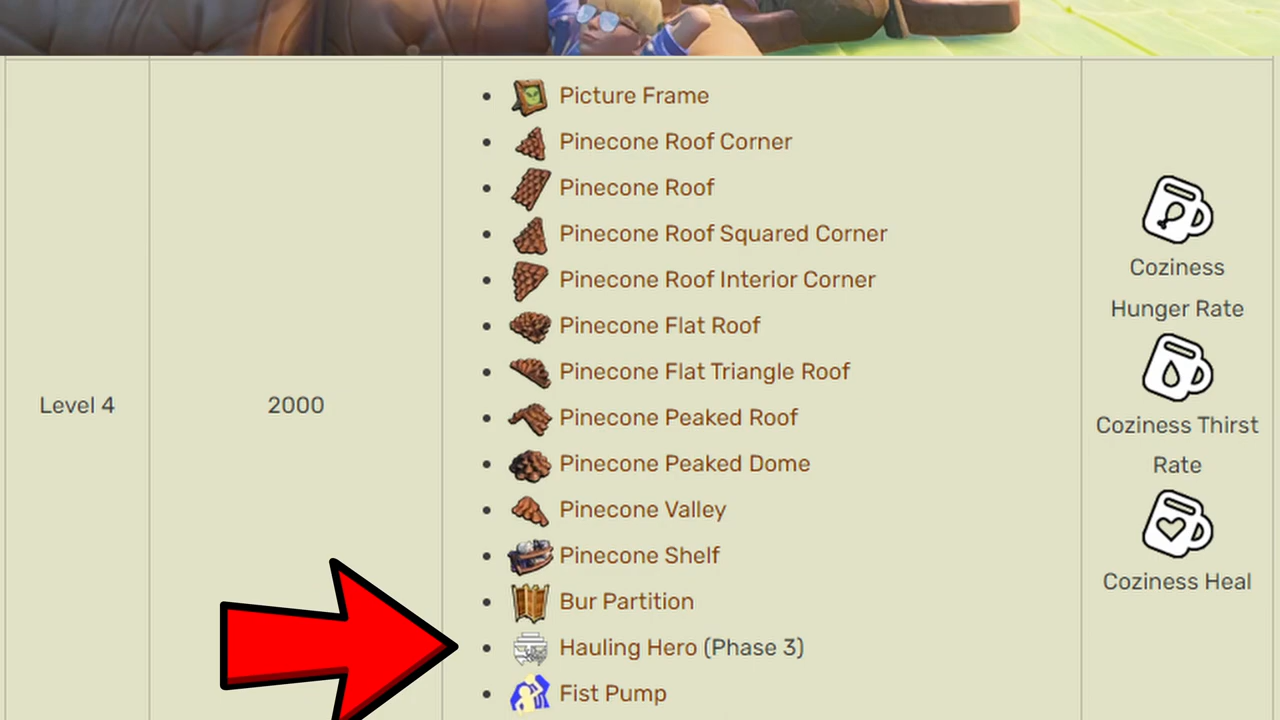 Level 4
2000
Picture Frame
Pinecone Roof Corner
Pinecone Roof
Pinecone Roof Squared Corner
Pinecone Roof Interior Corner
Pinecone Flat Roof
Pinecone Flat Triangle Roof
Pinecone Peaked Roof
Pinecone Peaked Dome
Pinecone Valley
Pinecone Shelf
Bur Partition
Hauling Hero (Phase 3)
Fist Pump
Coziness
Hunger Rate
Coziness Thirst
Rate
Coziness Heal